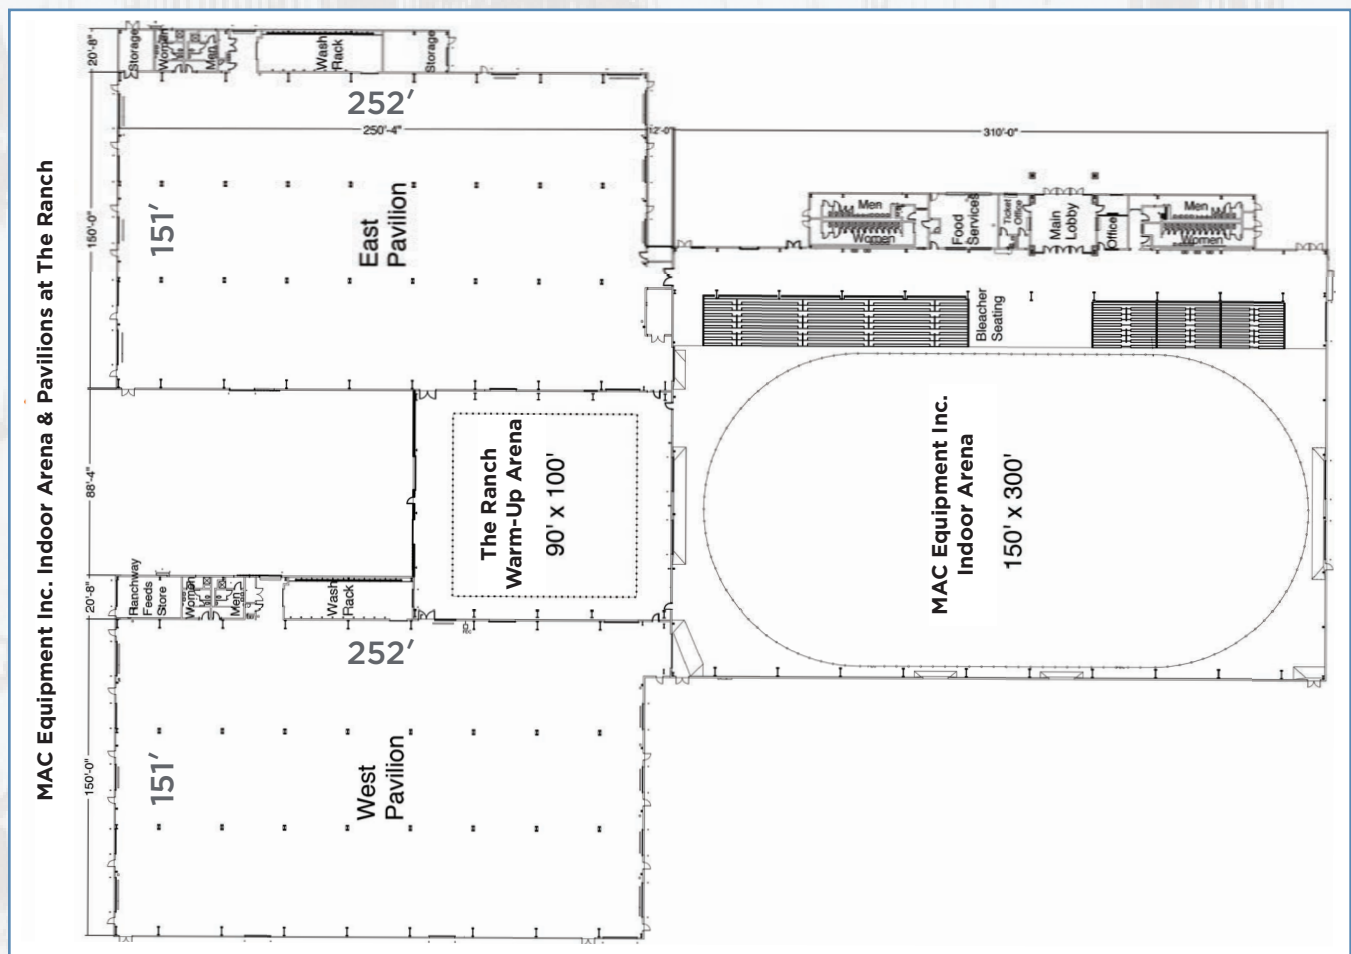 MAC Equipment Inc. Indoor Arena & Pavilions at The Ranch
20'-8"
Storage
Women
Men
Wash
Rack
Storage
252'
250'-4"
12'-0"
310'-0"
150'-0"
151'
East
Pavilion
Men
Women
Food
Services
Ticket
Office
Main
Lobby
Office
Men
Women
Bleacher
Seating
88'-4"
The Ranch
Warm-Up Arena
90' x 100'
MAC Equipment Inc.
Indoor Arena
150' x 300'
20'-8"
Ranchway
Feeds
Store
Women
Men
Wash
Rack
252'
150'-0"
151'
West
Pavilion